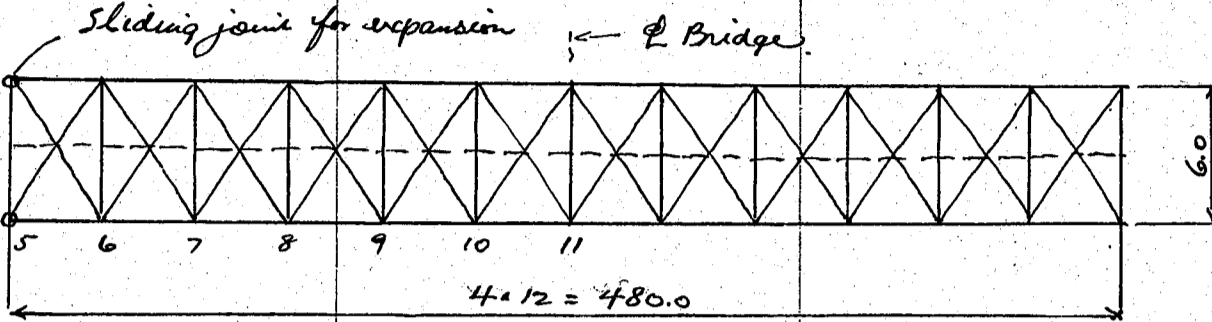 Sliding joint for expansion
℄ Bridge.
6.0
5 6 7 8 9 10 11
4×12 = 480.0